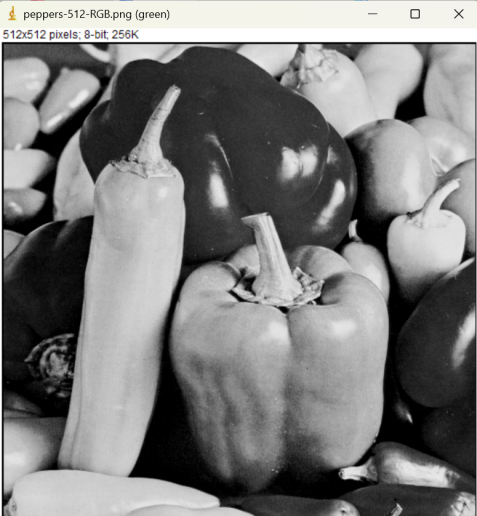 peppers-512-RGB.png (green)
512x512 pixels; 8-bit; 256K